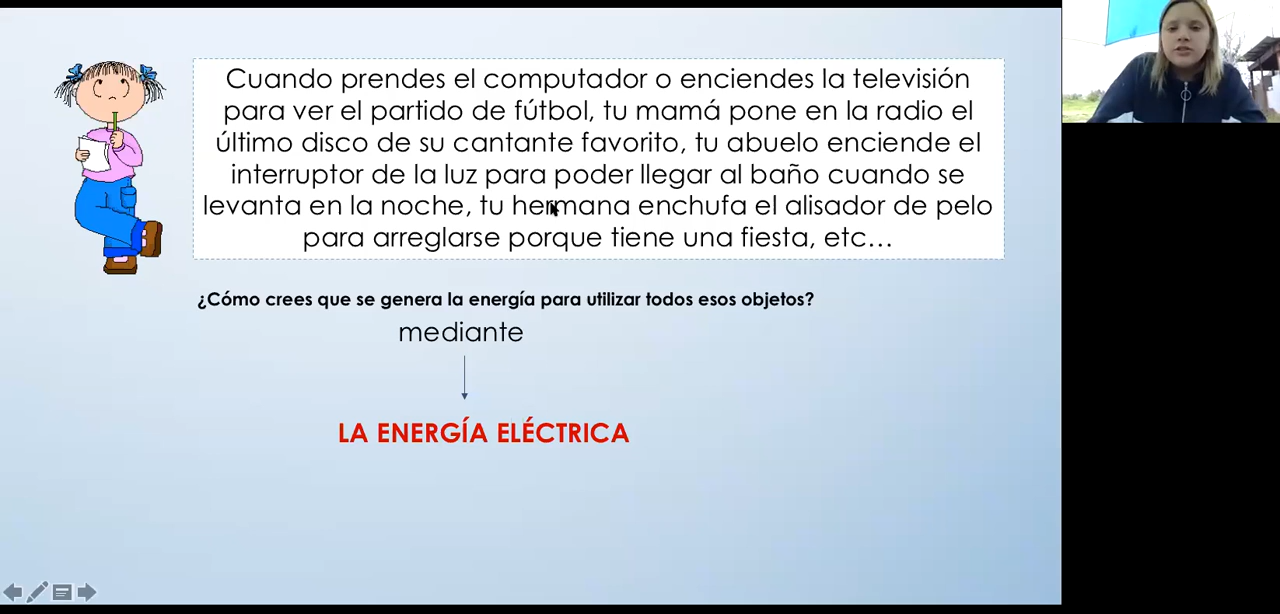 Cuando prendes el computador o enciendes la televisión
para ver el partido de fútbol, tu mamá pone en la radio el
último disco de su cantante favorito, tu abuelo enciende el
interruptor de la luz para poder llegar al baño cuando se
levanta en la noche, tu hermana enchufa el alisador de pelo
para arreglarse porque tiene una fiesta, etc…
¿Cómo crees que se genera la energía para utilizar todos esos objetos?
mediante
LA ENERGÍA ELÉCTRICA